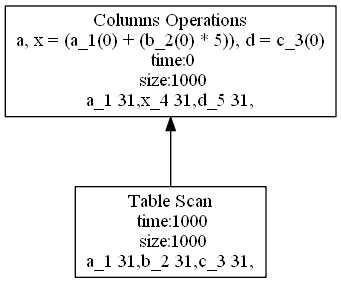 Columns Operations
a, x = (a_1(0) + (b_2(0) * 5)), d = c_3(0)
time:0
size:1000
a_1 31,x_4 31,d_5 31,
Table Scan
time:1000
size:1000
a_1 31,b_2 31,c_3 31,